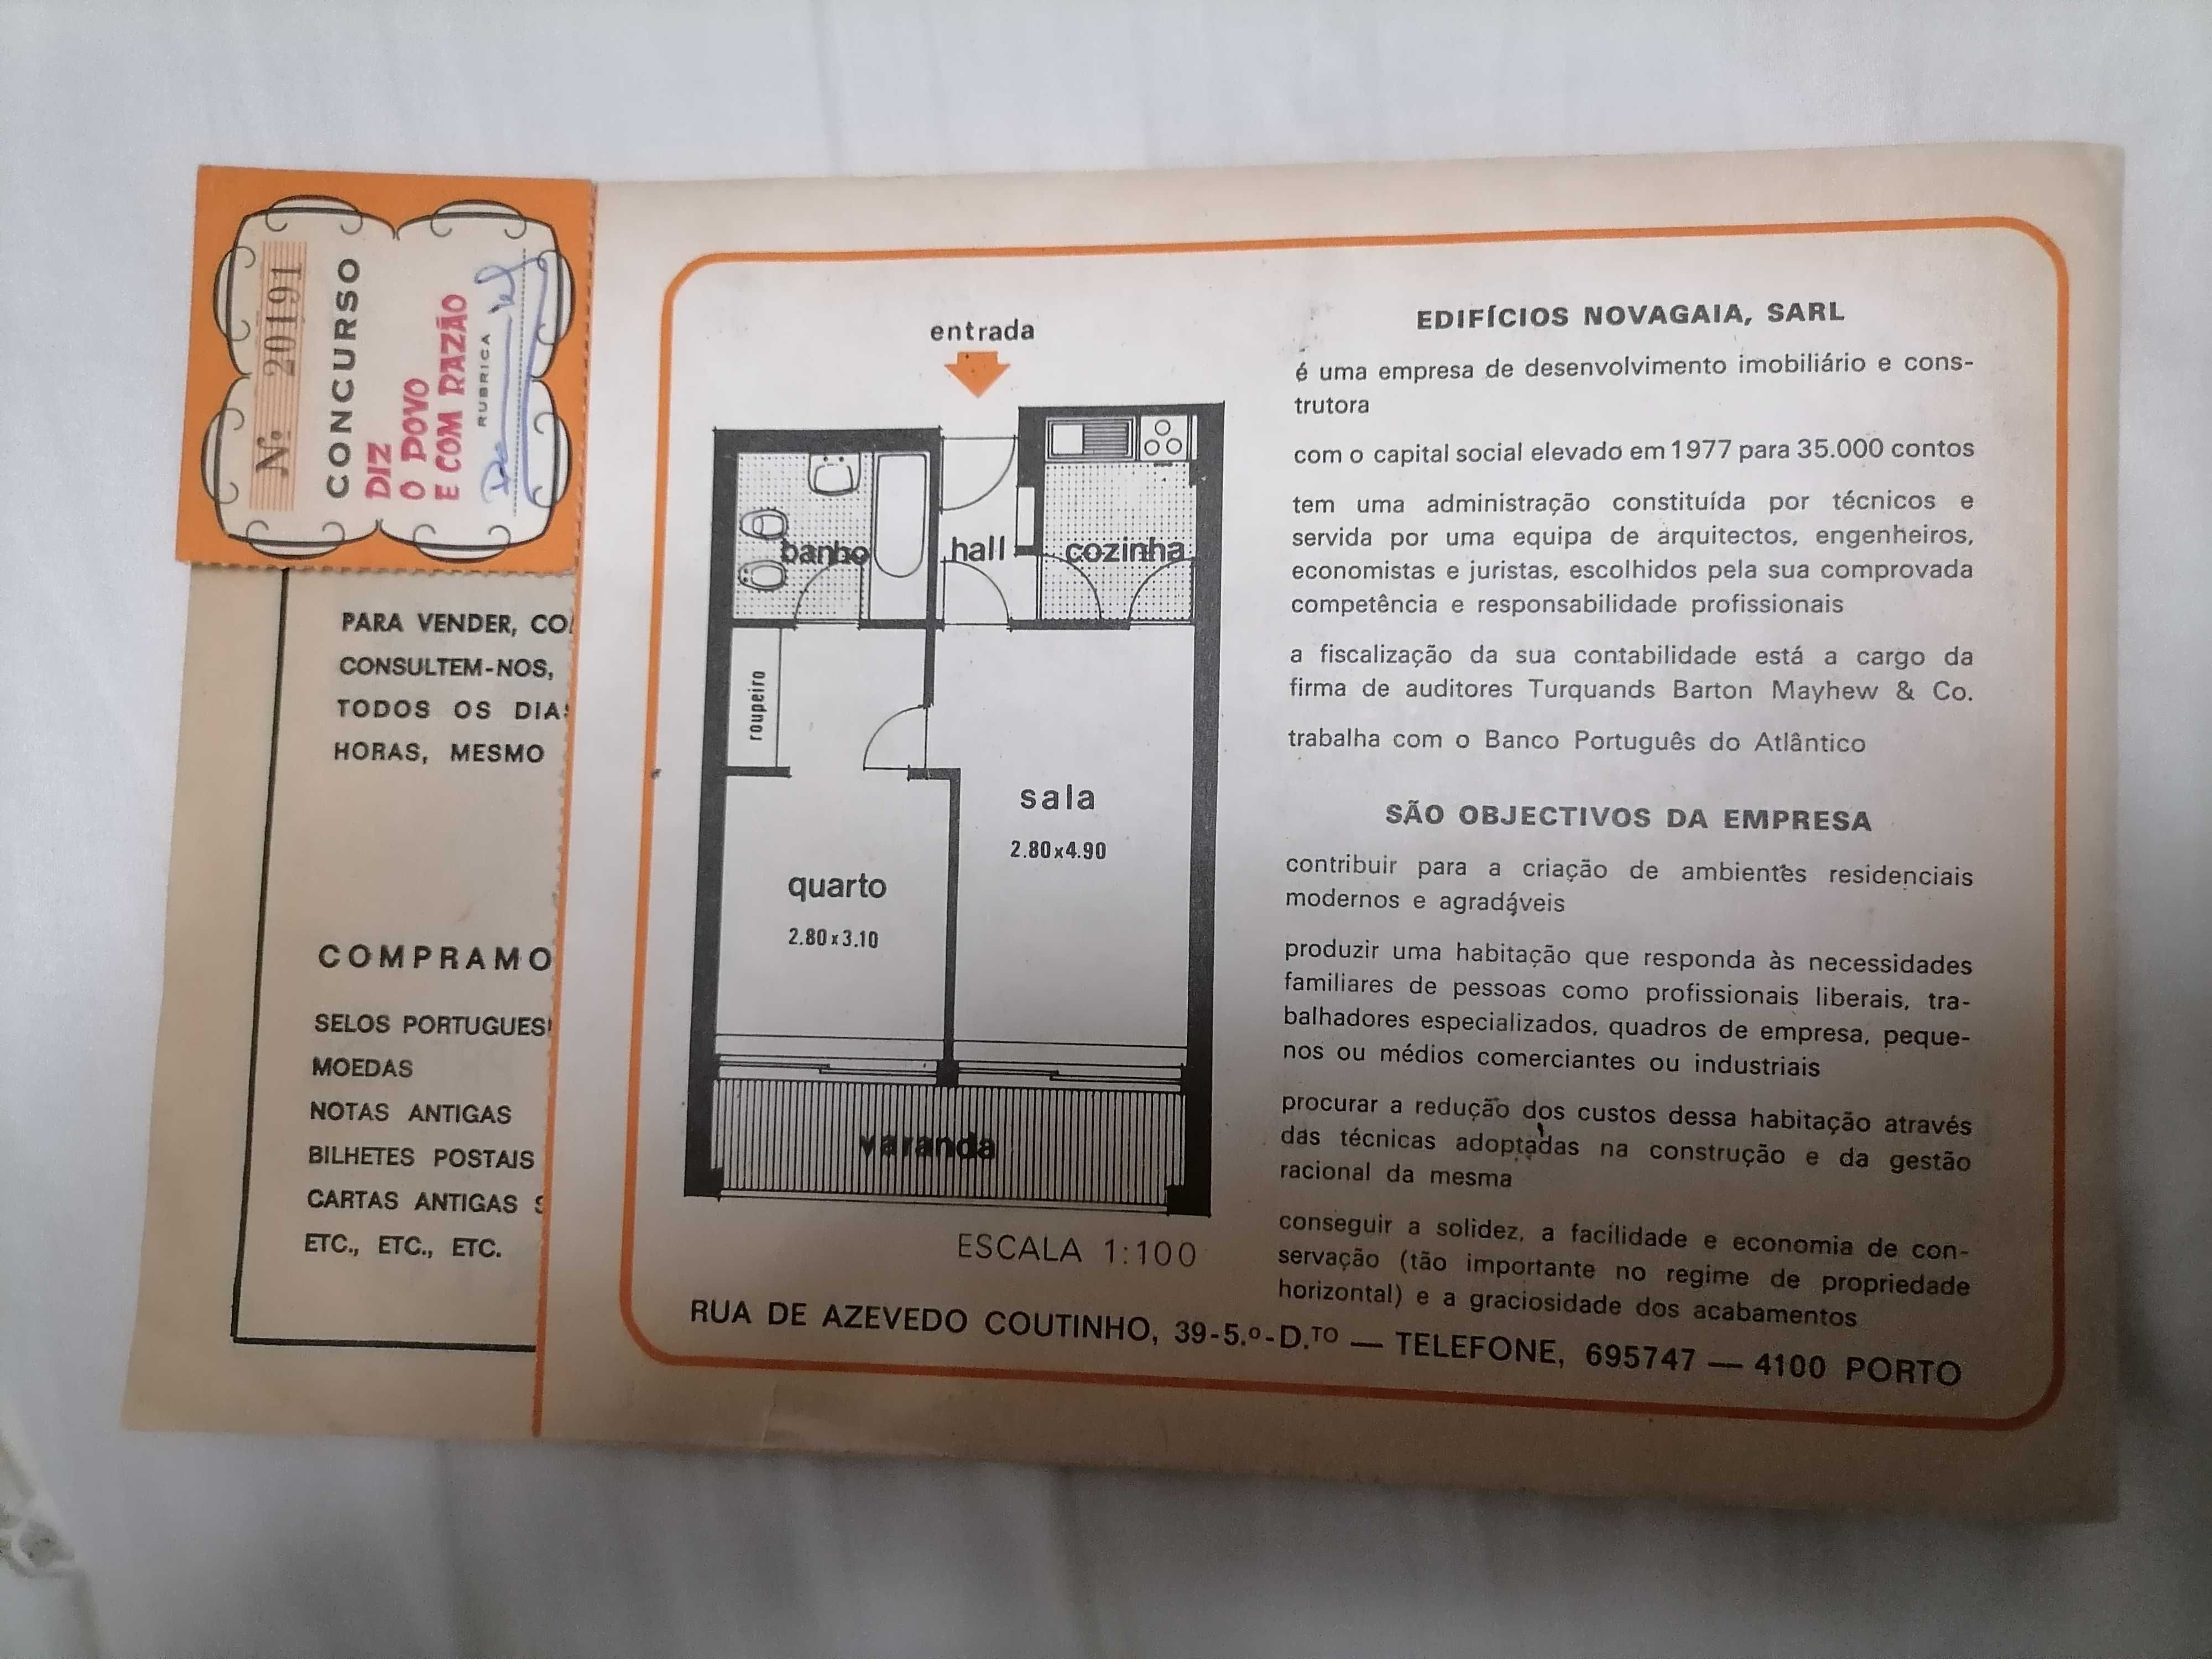 Nº 201191
CONCURSO
DIZ
O POVO
E COM RAZÃO
RUBRICA
PARA VENDER,
CONSULTEM-NOS,
TODOS OS
HORAS, MESMO
SELOS
MOEDAS
NOTAS ANTIGAS
BILHETES POSTAIS
CARTAS ANTIGAS
ETC., ETC., ETC.
entrada
banho
hall
cozinha
roupeiro
sala
2.80x4.90
quarto
2.80x3.10
varanda
ESCALA 1:100
EDIFÍCIOS NOVAGAIA, SARL
é uma empresa de desenvolvimento imobiliário e cons-
trutora
com o capital social elevado em 1977 para 35.000 contos
tem uma administração constituída por técnicos e
servida por uma equipa de arquitectos, engenheiros,
economistas e juristas, escolhidos pela sua comprovada
competência e responsabilidade profissionais
a fiscalização da sua contabilidade está a cargo da
firma de auditores Turquands Barton Mayhew & Co.
trabalha com o Banco Português do Atlântico
SÃO OBJECTIVOS DA EMPRESA
contribuir para a criação de ambientes residenciais
modernos e agradáveis
produzir uma habitação que responda às necessidades
familiares de pessoas como profissionais liberais, tra-
balhadores especializados, quadros de empresa, peque-
nos ou médios comerciantes ou industriais
procurar a redução dos custos dessa habitação através
das técnicas adoptadas na construção e da gestão
racional da mesma
conseguir a solidez, a facilidade e economia de con-
servação (tão importante no regime de propriedade
horizontal) e a graciosidade dos acabamentos
RUA DE AZEVEDO COUTINHO, 39-5.º-D.TO — TELEFONE, 695747 — 4100 PORTO